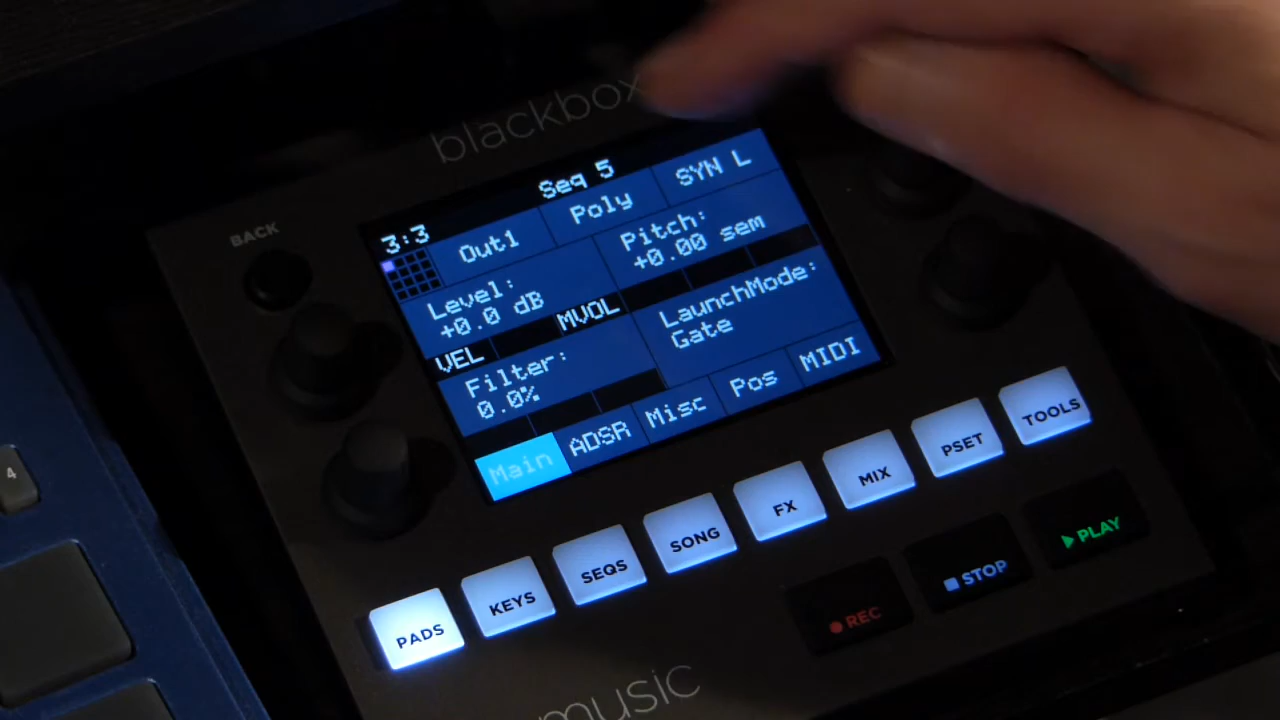 blackbox
BACK
3:3
Seq 5
Out1
Poly
SYN L
Level:
+0.0 dB
Pitch:
+0.00 sem
VEL
MVOL
Filter:
0.0%
LaunchMode:
Gate
Main
ADSR
Misc
Pos
MIDI
PADS
KEYS
SEQS
SONG
FX
MIX
PSET
TOOLS
REC
STOP
PLAY
music
4